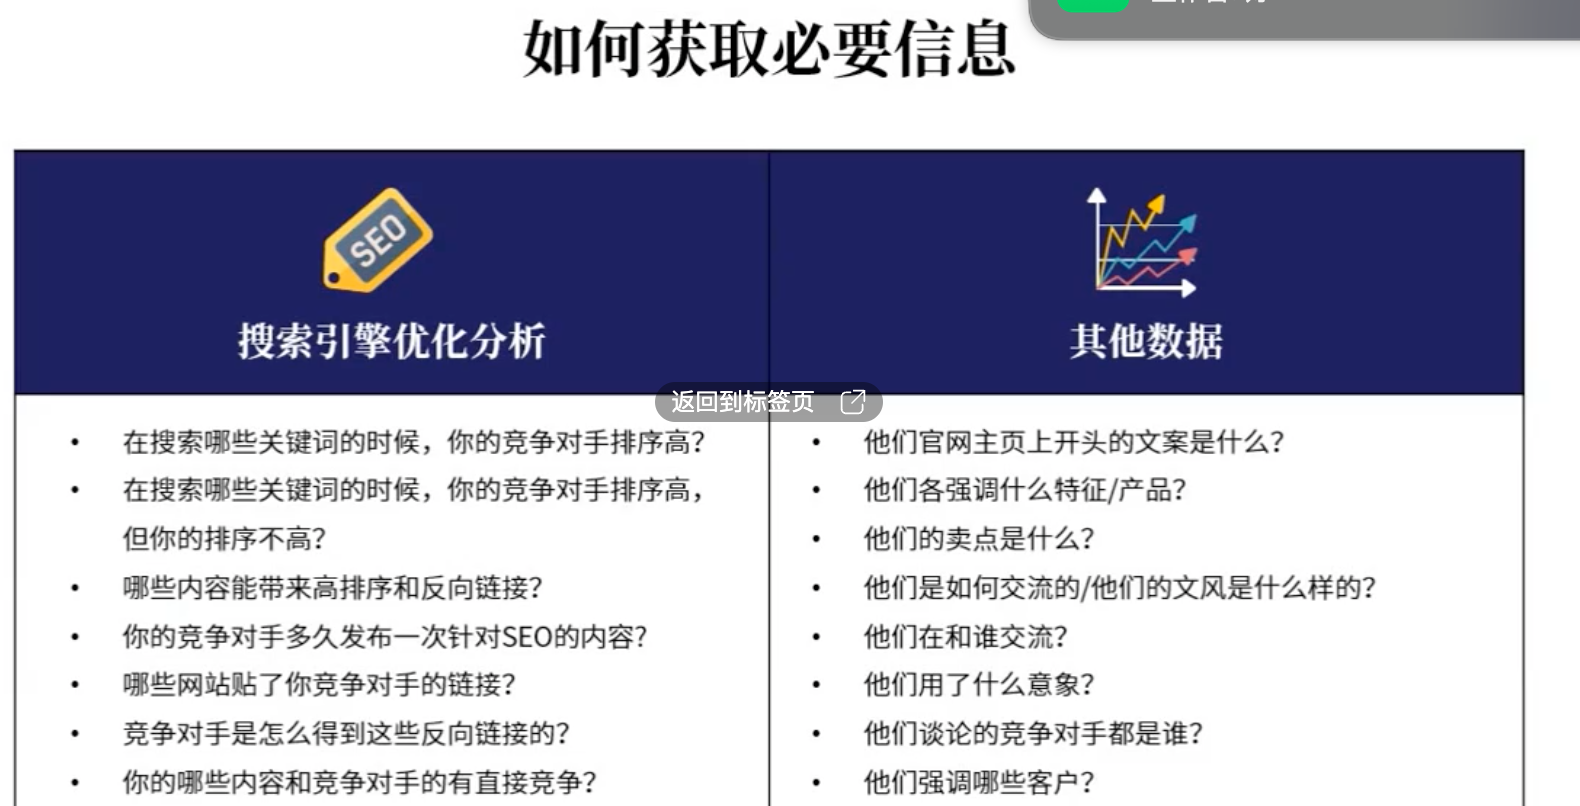 如何获取必要信息
SEO
搜索引擎优化分析
其他数据
返回到标签页
在搜索哪些关键词的时候，你的竞争对手排序高？
在搜索哪些关键词的时候，你的竞争对手排序高，
但你的排序不高？
哪些内容能带来高排序和反向链接？
你的竞争对手多久发布一次针对SEO的内容?
哪些网站贴了你竞争对手的链接？
竞争对手是怎么得到这些反向链接的？
你的哪些内容和竞争对手的有直接竞争？
他们官网主页上开头的文案是什么？
他们各强调什么特征/产品？
他们的卖点是什么？
他们是如何交流的/他们的文风是什么样的？
他们在和谁交流？
他们用了什么意象？
他们谈论的竞争对手都是谁？
他们强调哪些客户？